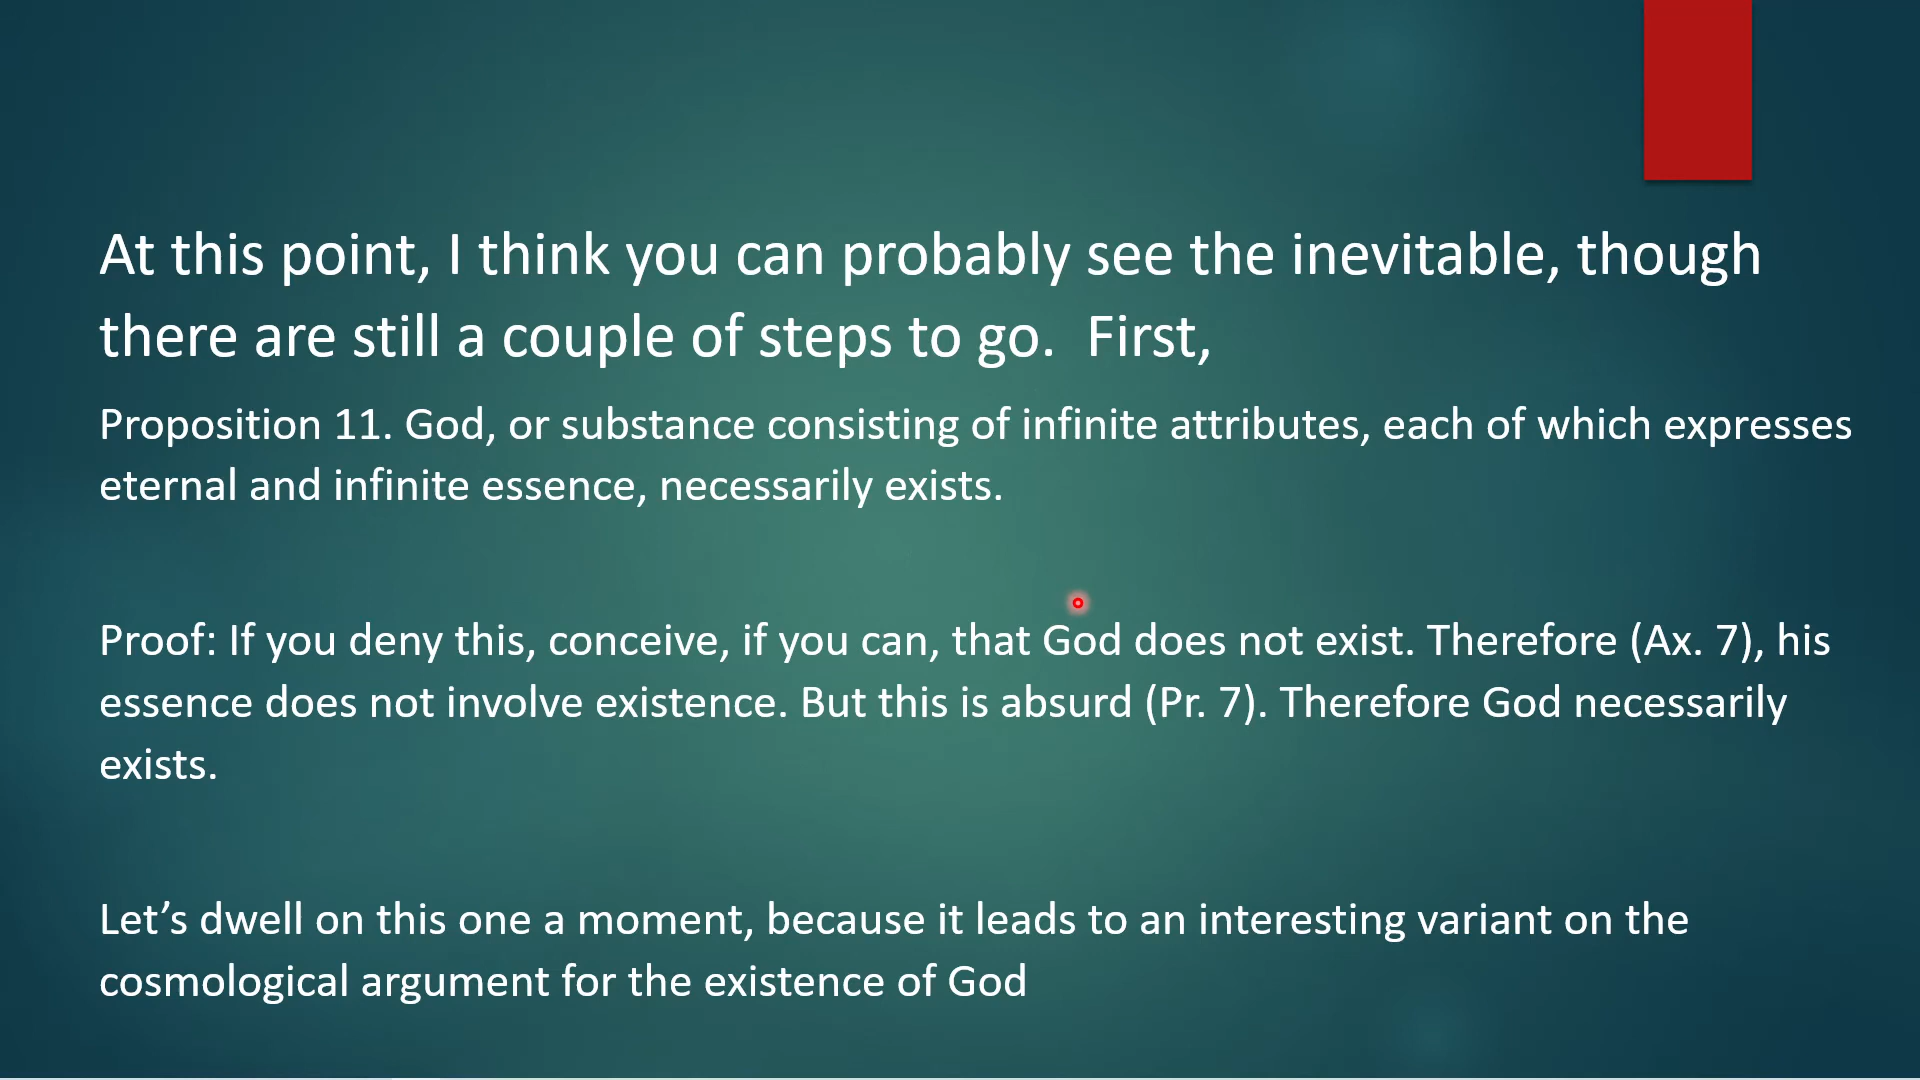 At this point, I think you can probably see the inevitable, though
there are still a couple of steps to go.  First,
Proposition 11. God, or substance consisting of infinite attributes, each of which expresses
eternal and infinite essence, necessarily exists.
Proof: If you deny this, conceive, if you can, that God does not exist. Therefore (Ax. 7), his
essence does not involve existence. But this is absurd (Pr. 7). Therefore God necessarily
exists.
Let’s dwell on this one a moment, because it leads to an interesting variant on the
cosmological argument for the existence of God